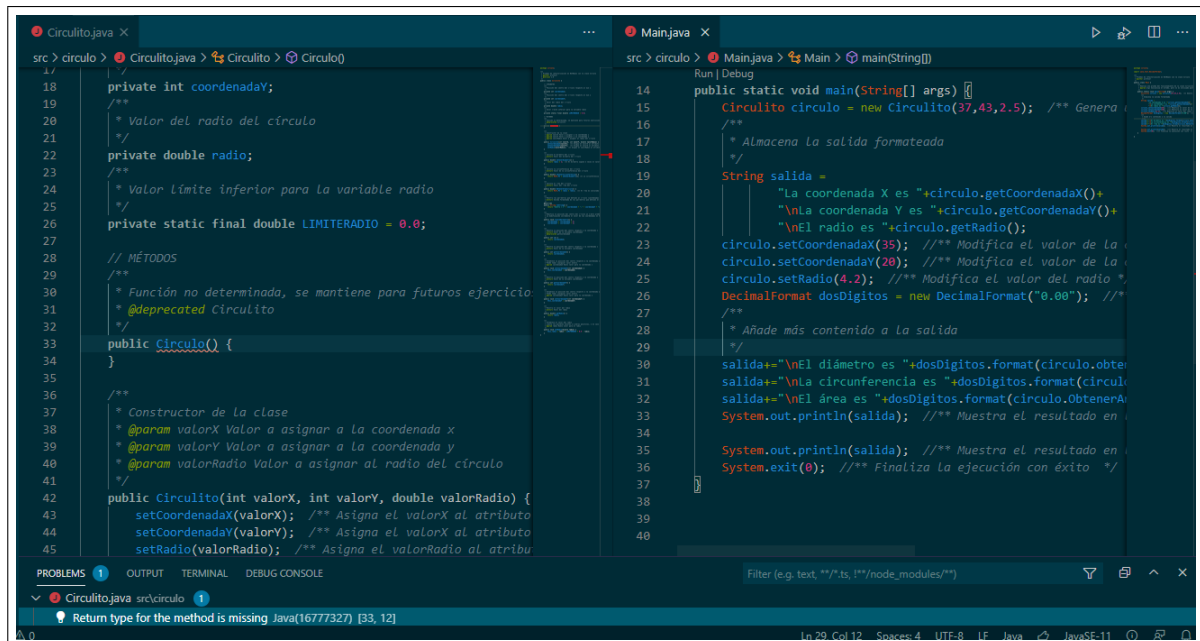 Circulito.java ×
src > circulo > Circulito.java > Circulito > Circulo()
17 */
18 private int coordenadaY;
19 /**
20 * Valor del radio del círculo
21 */
22 private double radio;
23 /**
24 * Valor Límite inferior para la variable radio
25 */
26 private static final double LIMITERADIO = 0.0;
27
28 // MÉTODOS
29 /**
30 * Función no determinada, se mantiene para futuros ejercicio
31 * @deprecated Circulito
32 */
33 public Circulo() {
34 }
35
36 /**
37 * Constructor de la clase
38 * @param valorX Valor a asignar a la coordenada x
39 * @param valorY Valor a asignar a la coordenada y
40 * @param valorRadio Valor a asignar al radio del círculo
41 */
42 public Circulito(int valorX, int valorY, double valorRadio) {
43 setCoordenadaX(valorX); /** Asigna el valorX al atributo
44 setCoordenadaY(valorY); /** Asigna el valorX al atributo
45 setRadio(valorRadio); /** Asigna el valorRadio al atribu
Main.java ×
src > circulo > Main.java > Main > main(String[])
Run | Debug
14 public static void main(String[] args) {
15 Circulito circulo = new Circulito(37,43,2.5); /** Genera
16 /**
17 * Almacena la salida formateada
18 */
19 String salida =
20 "La coordenada X es "+circulo.getCoordenadaX()+
21 "\nLa coordenada Y es "+circulo.getCoordenadaY()+
22 "\nEl radio es "+circulo.getRadio();
23 circulo.setCoordenadaX(35); //** Modifica el valor de la
24 circulo.setCoordenadaY(20); //** Modifica el valor de la
25 circulo.setRadio(4.2); //** Modifica el valor del radio *
26 DecimalFormat dosDigitos = new DecimalFormat("0.00"); //*
27 /**
28 * Añade más contenido a la salida
29 */
30 salida+="\nEl diámetro es "+dosDigitos.format(circulo.obte
31 salida+="\nLa circunferencia es "+dosDigitos.format(circul
32 salida+="\nEl área es "+dosDigitos.format(circulo.ObtenerA
33 System.out.println(salida); //** Muestra el resultado en
34
35 System.out.println(salida); //** Muestra el resultado en
36 System.exit(0); //** Finaliza la ejecución con éxito */
37 }
38
39
40
PROBLEMS 1 OUTPUT TERMINAL DEBUG CONSOLE Filter (e.g. text, **/*.ts, !**/node_modules/**)
Circulito.java src\circulo 1
Return type for the method is missing Java(16777327) [33, 12]
0 Ln 29, Col 12 Spaces: 4 UTF-8 LF Java JavaSE-11